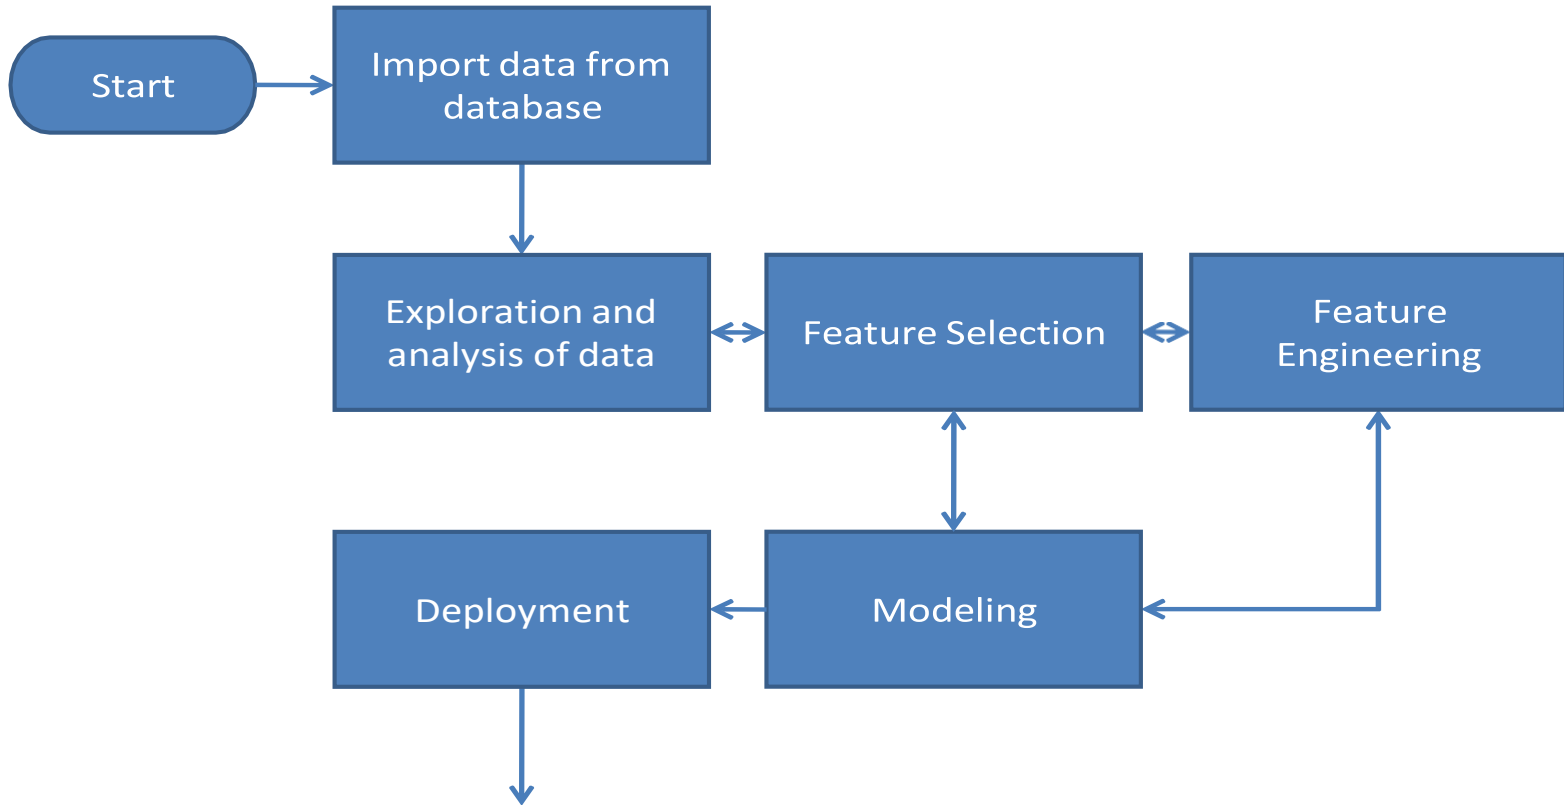 Start
Import data from
database
Exploration and
analysis of data
Feature Selection
Feature
Engineering
Deployment
Modeling